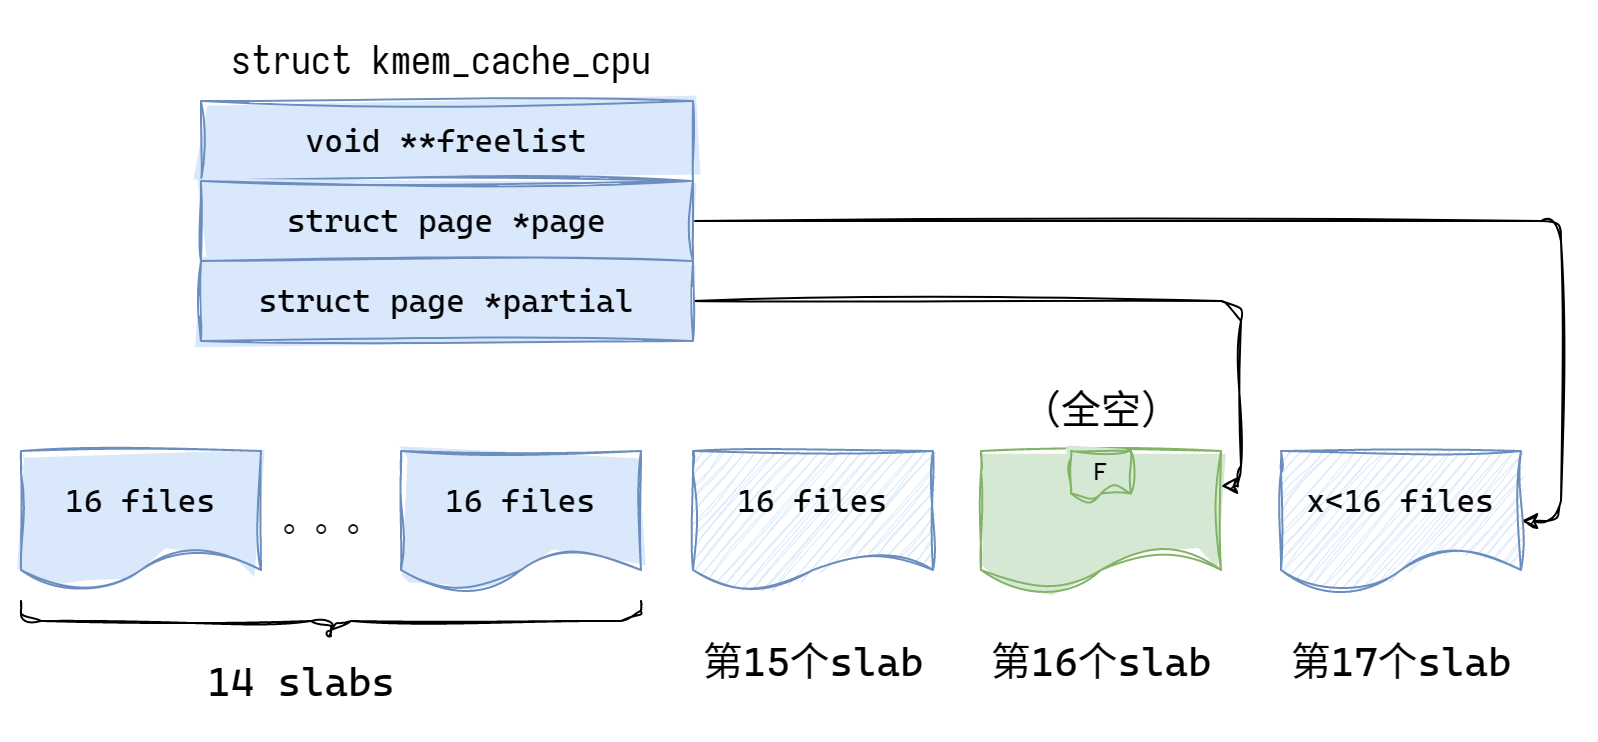 struct kmem_cache_cpu
void **freelist
struct page *page
struct page *partial
（全空）
16 files
16 files
16 files
F
x<16 files
14 slabs
第15个slab
第16个slab
第17个slab